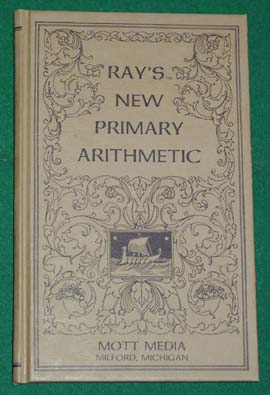 RAY'S
NEW
PRIMARY
ARITHMETIC
MOTT MEDIA
MILFORD, MICHIGAN